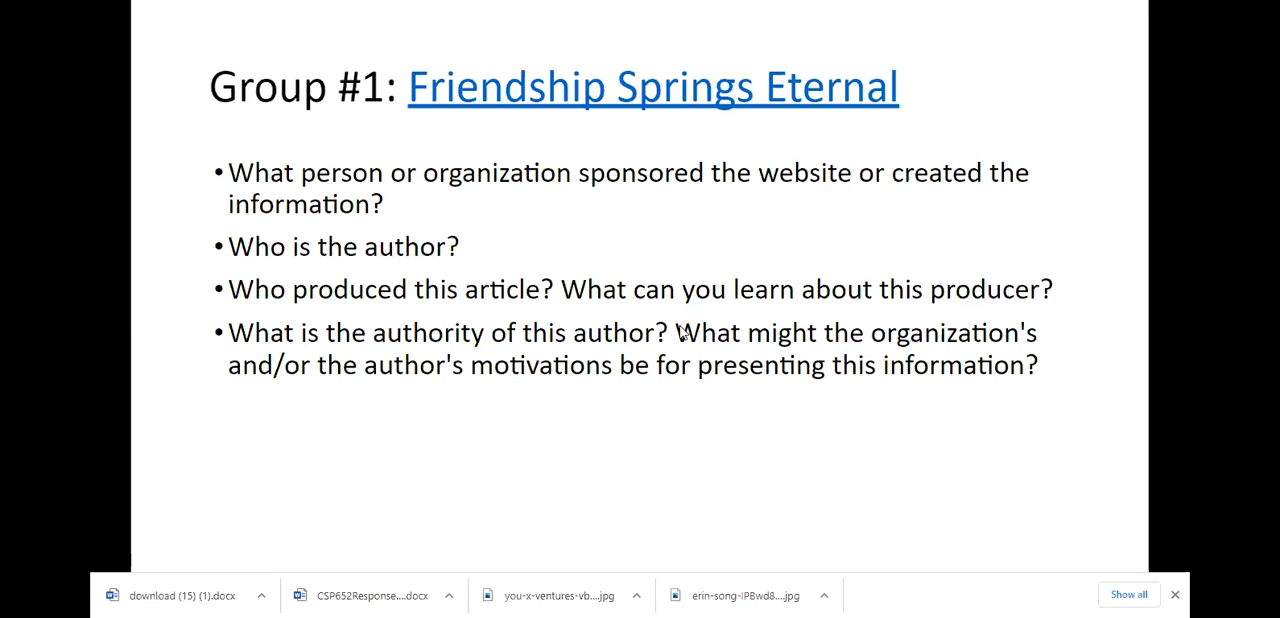 Group #1: Friendship Springs Eternal
•What person or organization sponsored the website or created the
information?
•Who is the author?
•Who produced this article? What can you learn about this producer?
•What is the authority of this author? What might the organization's
and/or the author's motivations be for presenting this information?
download (15) (1).docx
CSP652Response....docx
you-x-ventures-vb....jpg
erin-song-IPBwd8....jpg
Show all